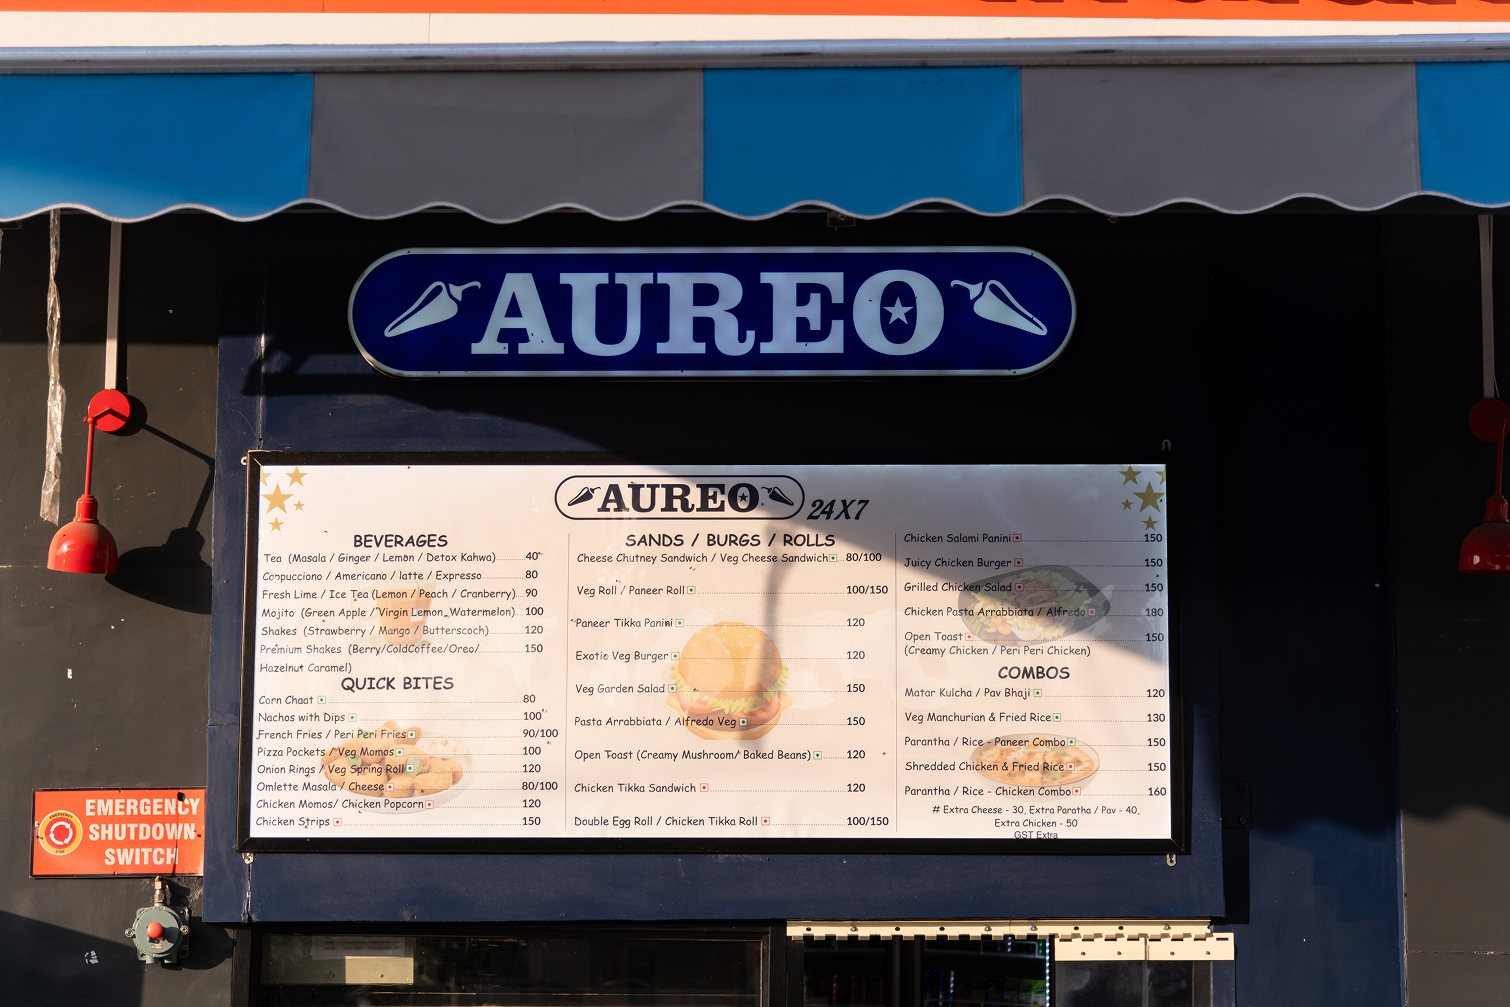 AUREO
AUREO 24X7
BEVERAGES
Tea (Masala / Ginger / Lemon / Detox Kahwa) 40
Cappucciono / Americano / latte / Expresso 80
Fresh Lime / Ice Tea (Lemon / Peach / Cranberry) 90
Mojito (Green Apple / Virgin Lemon, Watermelon) 100
Shakes (Strawberry / Mango / Butterscoch) 120
Premium Shakes (Berry/ColdCoffee/Oreo/ 150
Hazelnut Caramel)
QUICK BITES
Corn Chaat 80
Nachos with Dips 100
French Fries / Peri Peri Fries 90/100
Pizza Pockets / Veg Momos 100
Onion Rings / Veg Spring Roll 120
Omlette Masala / Cheese 80/100
Chicken Momos/ Chicken Popcorn 120
Chicken Strips 150
SANDS / BURGS / ROLLS
Cheese Chutney Sandwich / Veg Cheese Sandwich 80/100
Veg Roll / Paneer Roll 100/150
Paneer Tikka Panini 120
Exotic Veg Burger 120
Veg Garden Salad 150
Pasta Arrabbiata / Alfredo Veg 150
Open Toast (Creamy Mushroom/ Baked Beans) 120
Chicken Tikka Sandwich 120
Double Egg Roll / Chicken Tikka Roll 100/150
Chicken Salami Panini 150
Juicy Chicken Burger 150
Grilled Chicken Salad 150
Chicken Pasta Arrabbiata / Alfredo 180
Open Toast 150
(Creamy Chicken / Peri Peri Chicken)
COMBOS
Matar Kulcha / Pav Bhaji 120
Veg Manchurian & Fried Rice 130
Parantha / Rice - Paneer Combo 150
Shredded Chicken & Fried Rice 150
Parantha / Rice - Chicken Combo 160
# Extra Cheese - 30, Extra Paratha / Pav - 40,
Extra Chicken - 50
GST Extra
EMERGENCY
SHUTDOWN
SWITCH